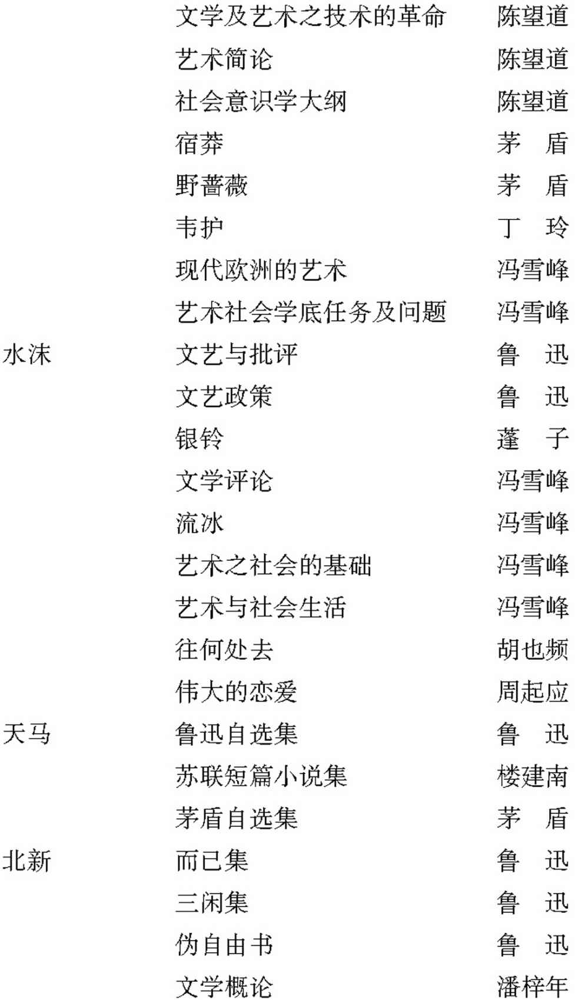 文学及艺术之技术的革命 陈望道
艺术简论 陈望道
社会意识学大纲 陈望道
宿莽 茅 盾
野蔷薇 茅 盾
韦护 丁 玲
现代欧洲的艺术 冯雪峰
艺术社会学底任务及问题 冯雪峰
水沫 文艺与批评 鲁 迅
文艺政策 鲁 迅
银铃 蓬 子
文学评论 冯雪峰
流冰 冯雪峰
艺术之社会的基础 冯雪峰
艺术与社会生活 冯雪峰
往何处去 胡也频
伟大的恋爱 周起应
天马 鲁迅自选集 鲁 迅
苏联短篇小说集 楼建南
茅盾自选集 茅 盾
北新 而已集 鲁 迅
三闲集 鲁 迅
伪自由书 鲁 迅
文学概论 潘梓年